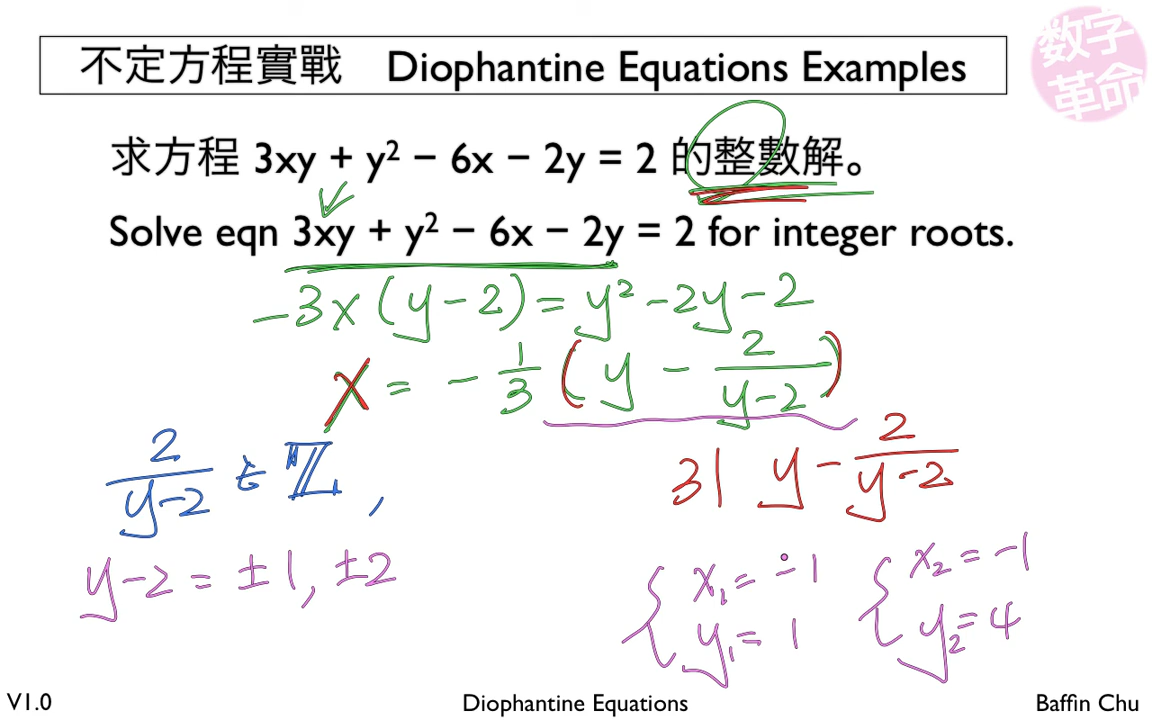 数字
革命
不定方程實戰 Diophantine Equations Examples
求方程 3xy + y² − 6x − 2y = 2 的整數解。
Solve eqn 3xy + y² − 6x − 2y = 2 for integer roots.
−3x(y−2) = y² −2y −2
x = −1/3 (y − 2/(y−2))
2/(y−2) ∈ ℤ,
3| y − 2/(y−2)
y−2 = ±1, ±2
{ x₁ = −1
y₁ = 1
{ x₂ = −1
y₂ = 4
V1.0 Diophantine Equations Baffin Chu